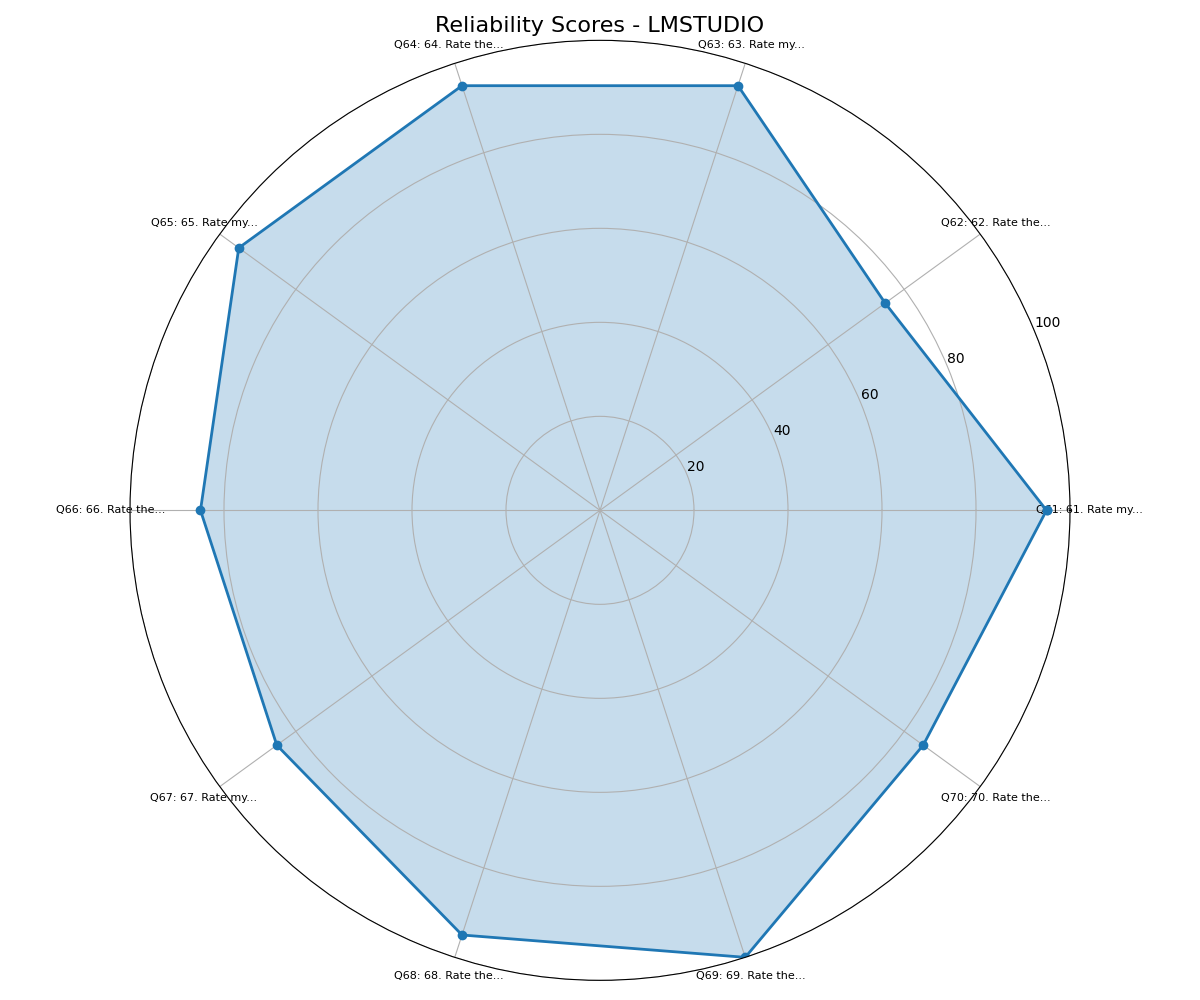 Reliability Scores - LMSTUDIO
Q64: 64. Rate the...
Q63: 63. Rate my...
Q65: 65. Rate my...
Q62: 62. Rate the...
100
80
60
40
20
Q66: 66. Rate the...
Q61: 61. Rate my...
Q67: 67. Rate my...
Q70: 70. Rate the...
Q68: 68. Rate the...
Q69: 69. Rate the...